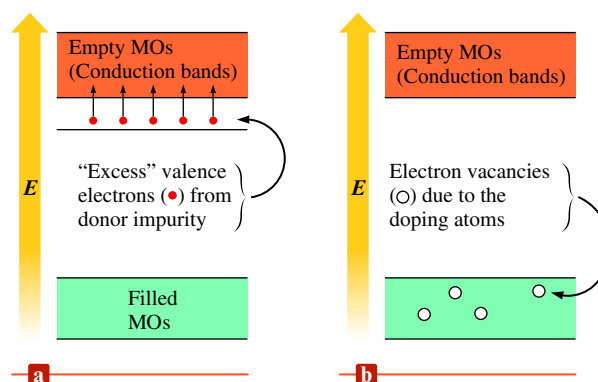 Empty MOs
(Conduction bands)
E
“Excess” valence
electrons (•) from
donor impurity
Filled
MOs
a
Empty MOs
(Conduction bands)
E
Electron vacancies
(○) due to the
doping atoms
b